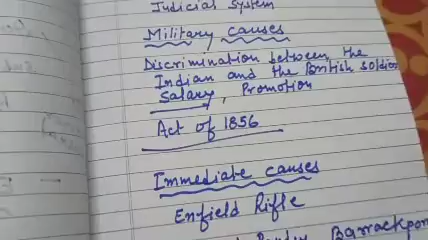 Judicial System
Military causes
Discrimination between the
Indian and the British soldier
Salary, Promotion
Act of 1856
Immediate causes
Enfield Rifle
Barrackpore